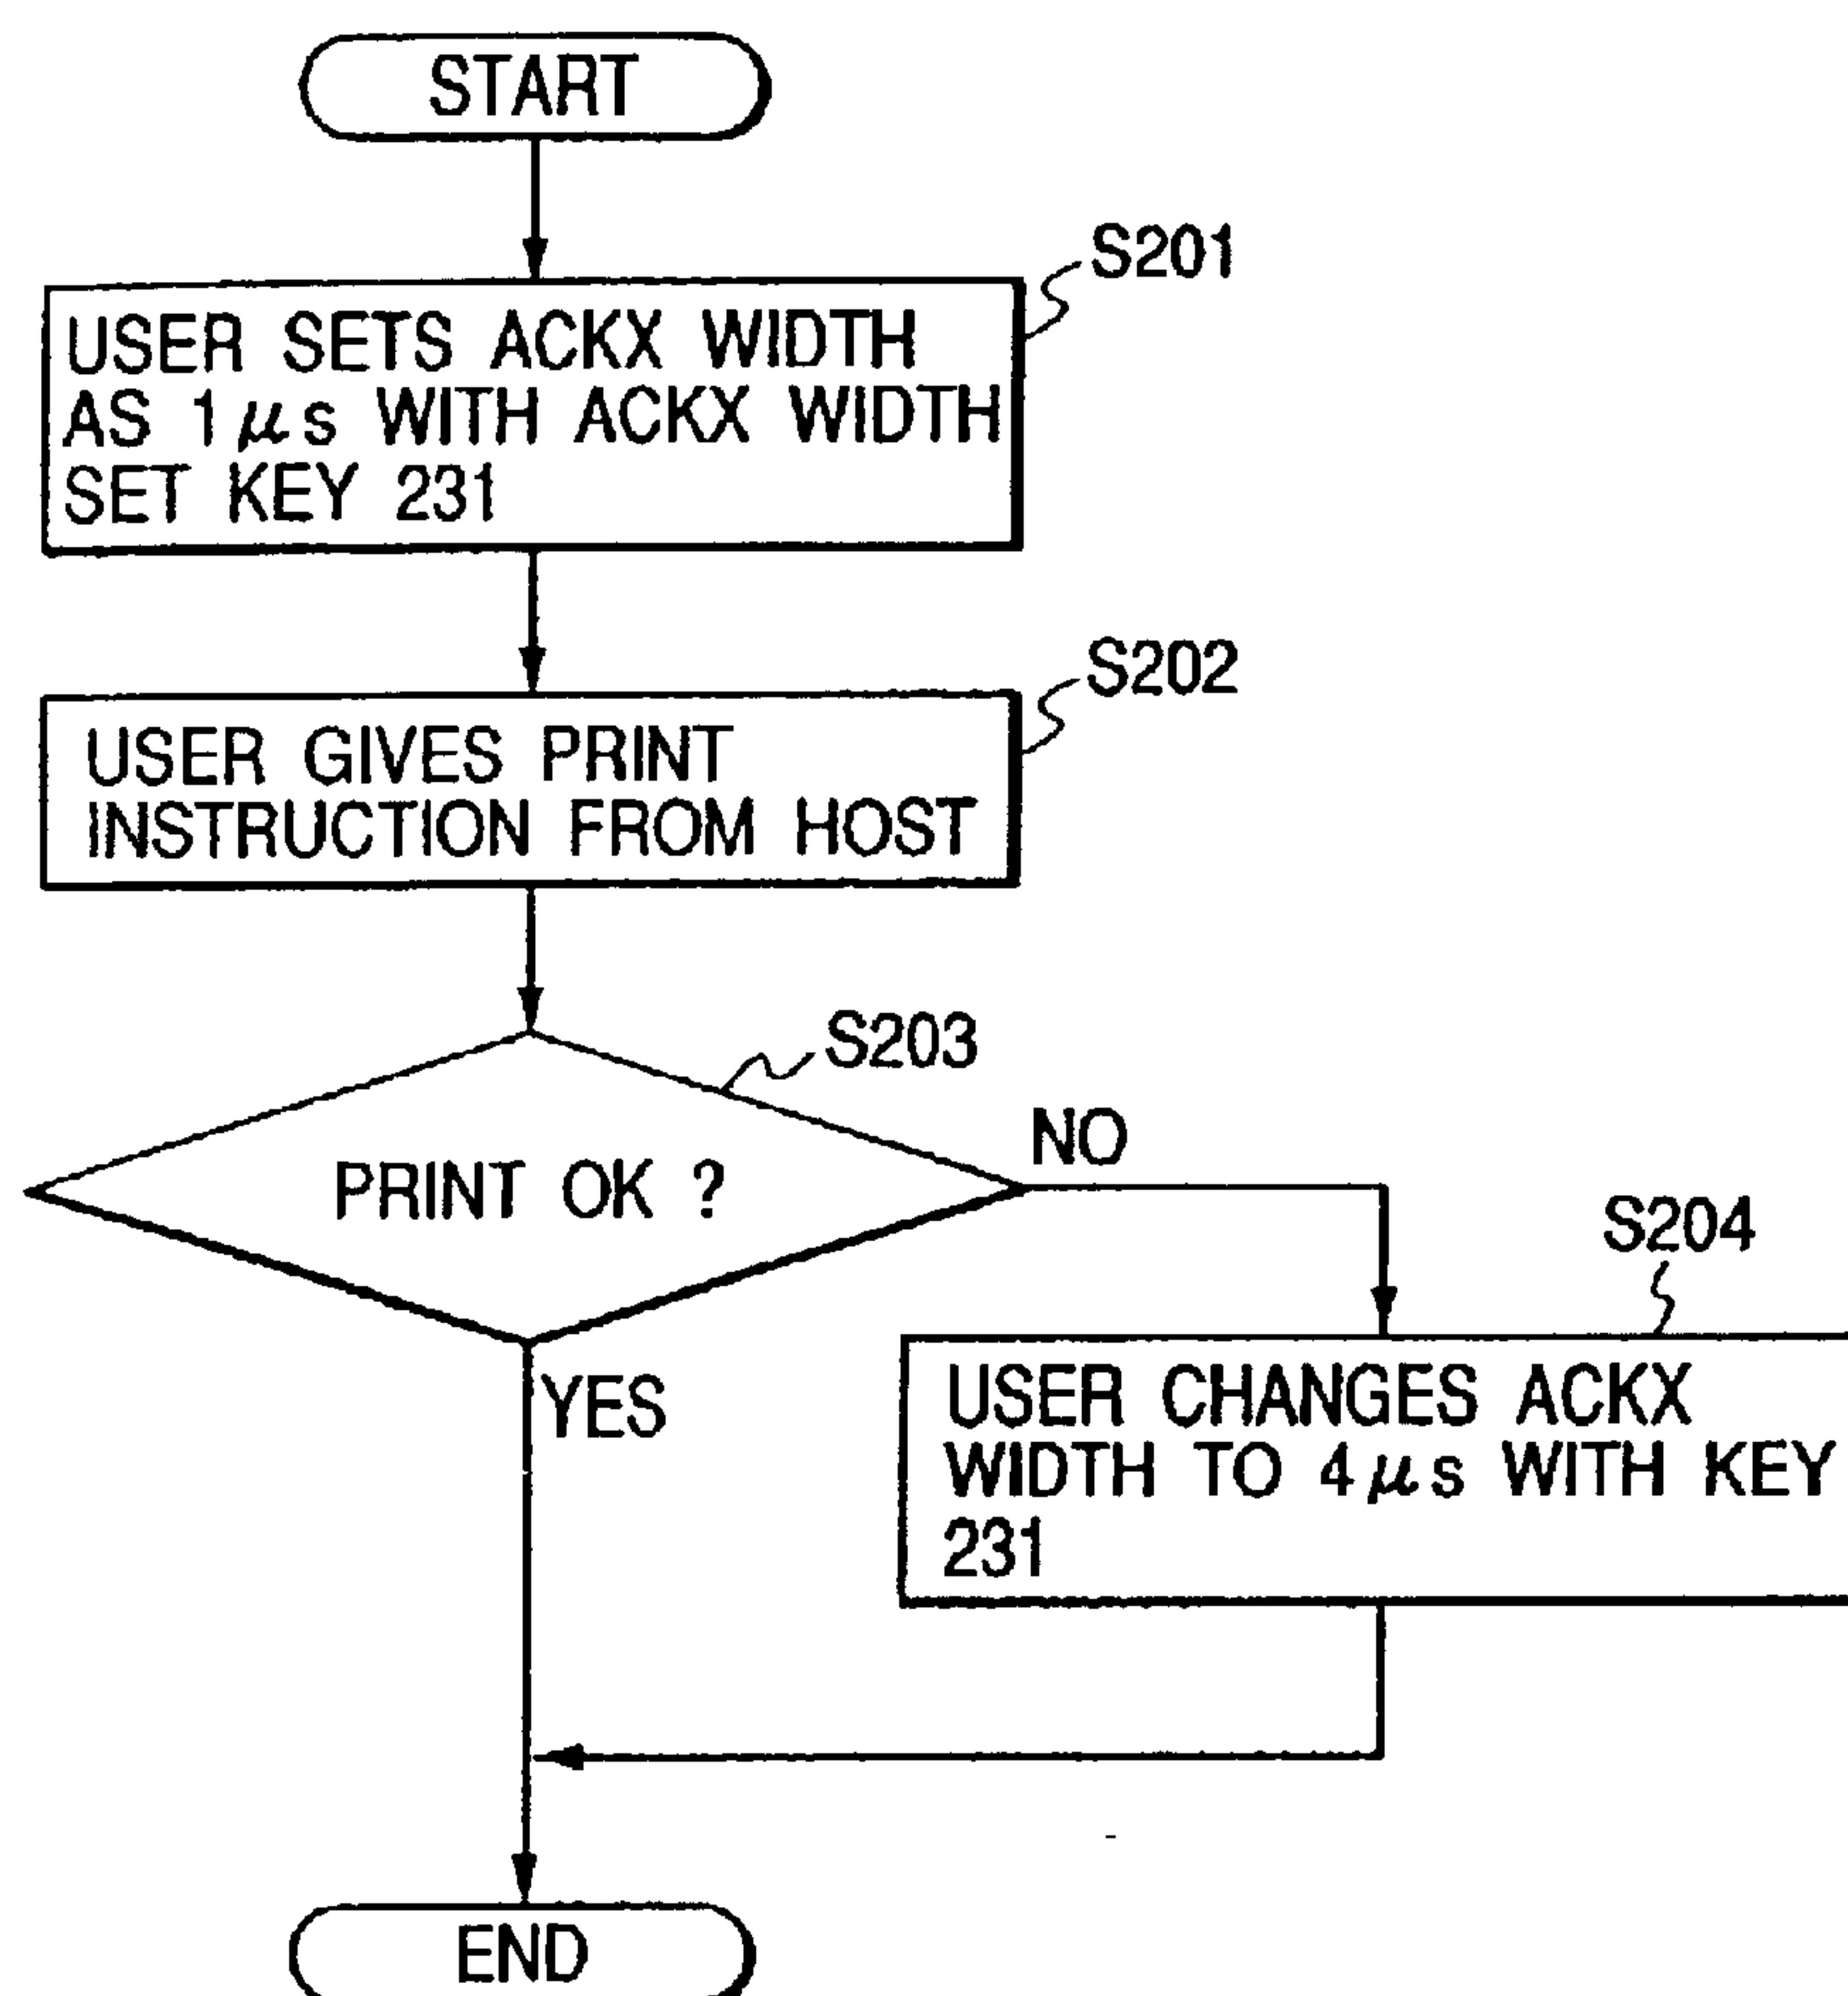 START
S201
USER SETS ACKX WIDTH
AS 1μs WITH ACKX WIDTH
SET KEY 231
S202
USER GIVES PRINT
INSTRUCTION FROM HOST
S203
PRINT OK ?
NO
YES
S204
USER CHANGES ACKX
WIDTH TO 4μs WITH KEY
231
END